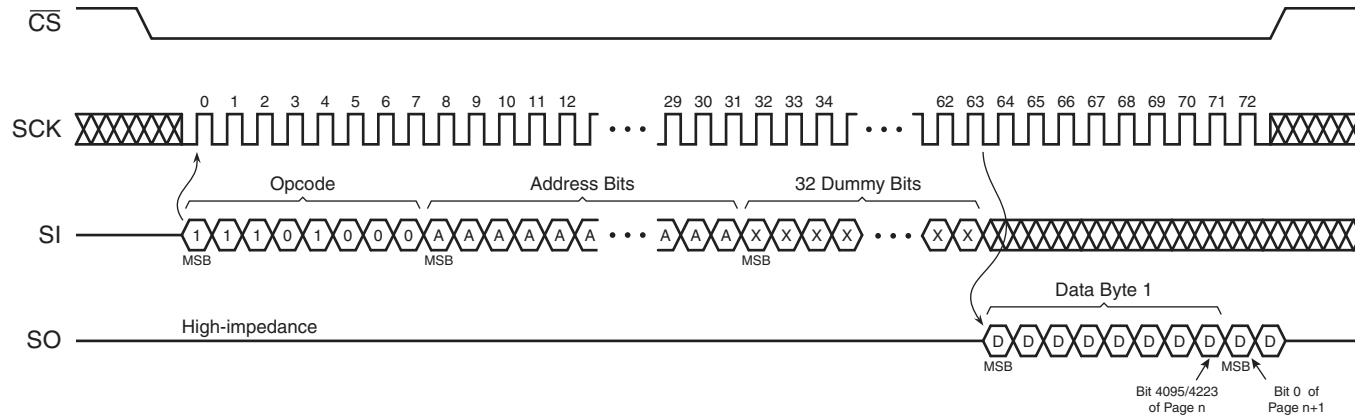 CS
0 1 2 3 4 5 6 7 8 9 10 11 12 29 30 31 32 33 34 62 63 64 65 66 67 68 69 70 71 72
SCK
Opcode Address Bits 32 Dummy Bits
SI 1 1 1 0 1 0 0 0 A A A A A A A A A X X X X X X
MSB MSB MSB
Data Byte 1
High-impedance
SO D D D D D D D D D D
MSB MSB
Bit 4095/4223 Bit 0 of
of Page n Page n+1